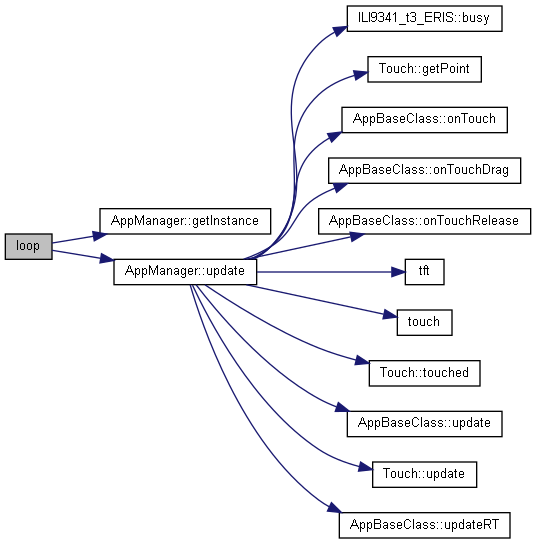 loop
AppManager::getInstance
AppManager::update
ILI9341_t3_ERIS::busy
Touch::getPoint
AppBaseClass::onTouch
AppBaseClass::onTouchDrag
AppBaseClass::onTouchRelease
tft
touch
Touch::touched
AppBaseClass::update
Touch::update
AppBaseClass::updateRT